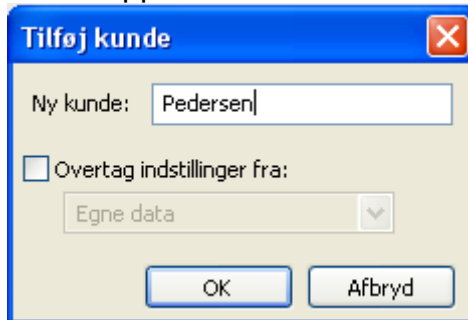 Tilføj kunde
Ny kunde: Pedersen
Overtag indstillinger fra:
Egne data
OK Afbryd